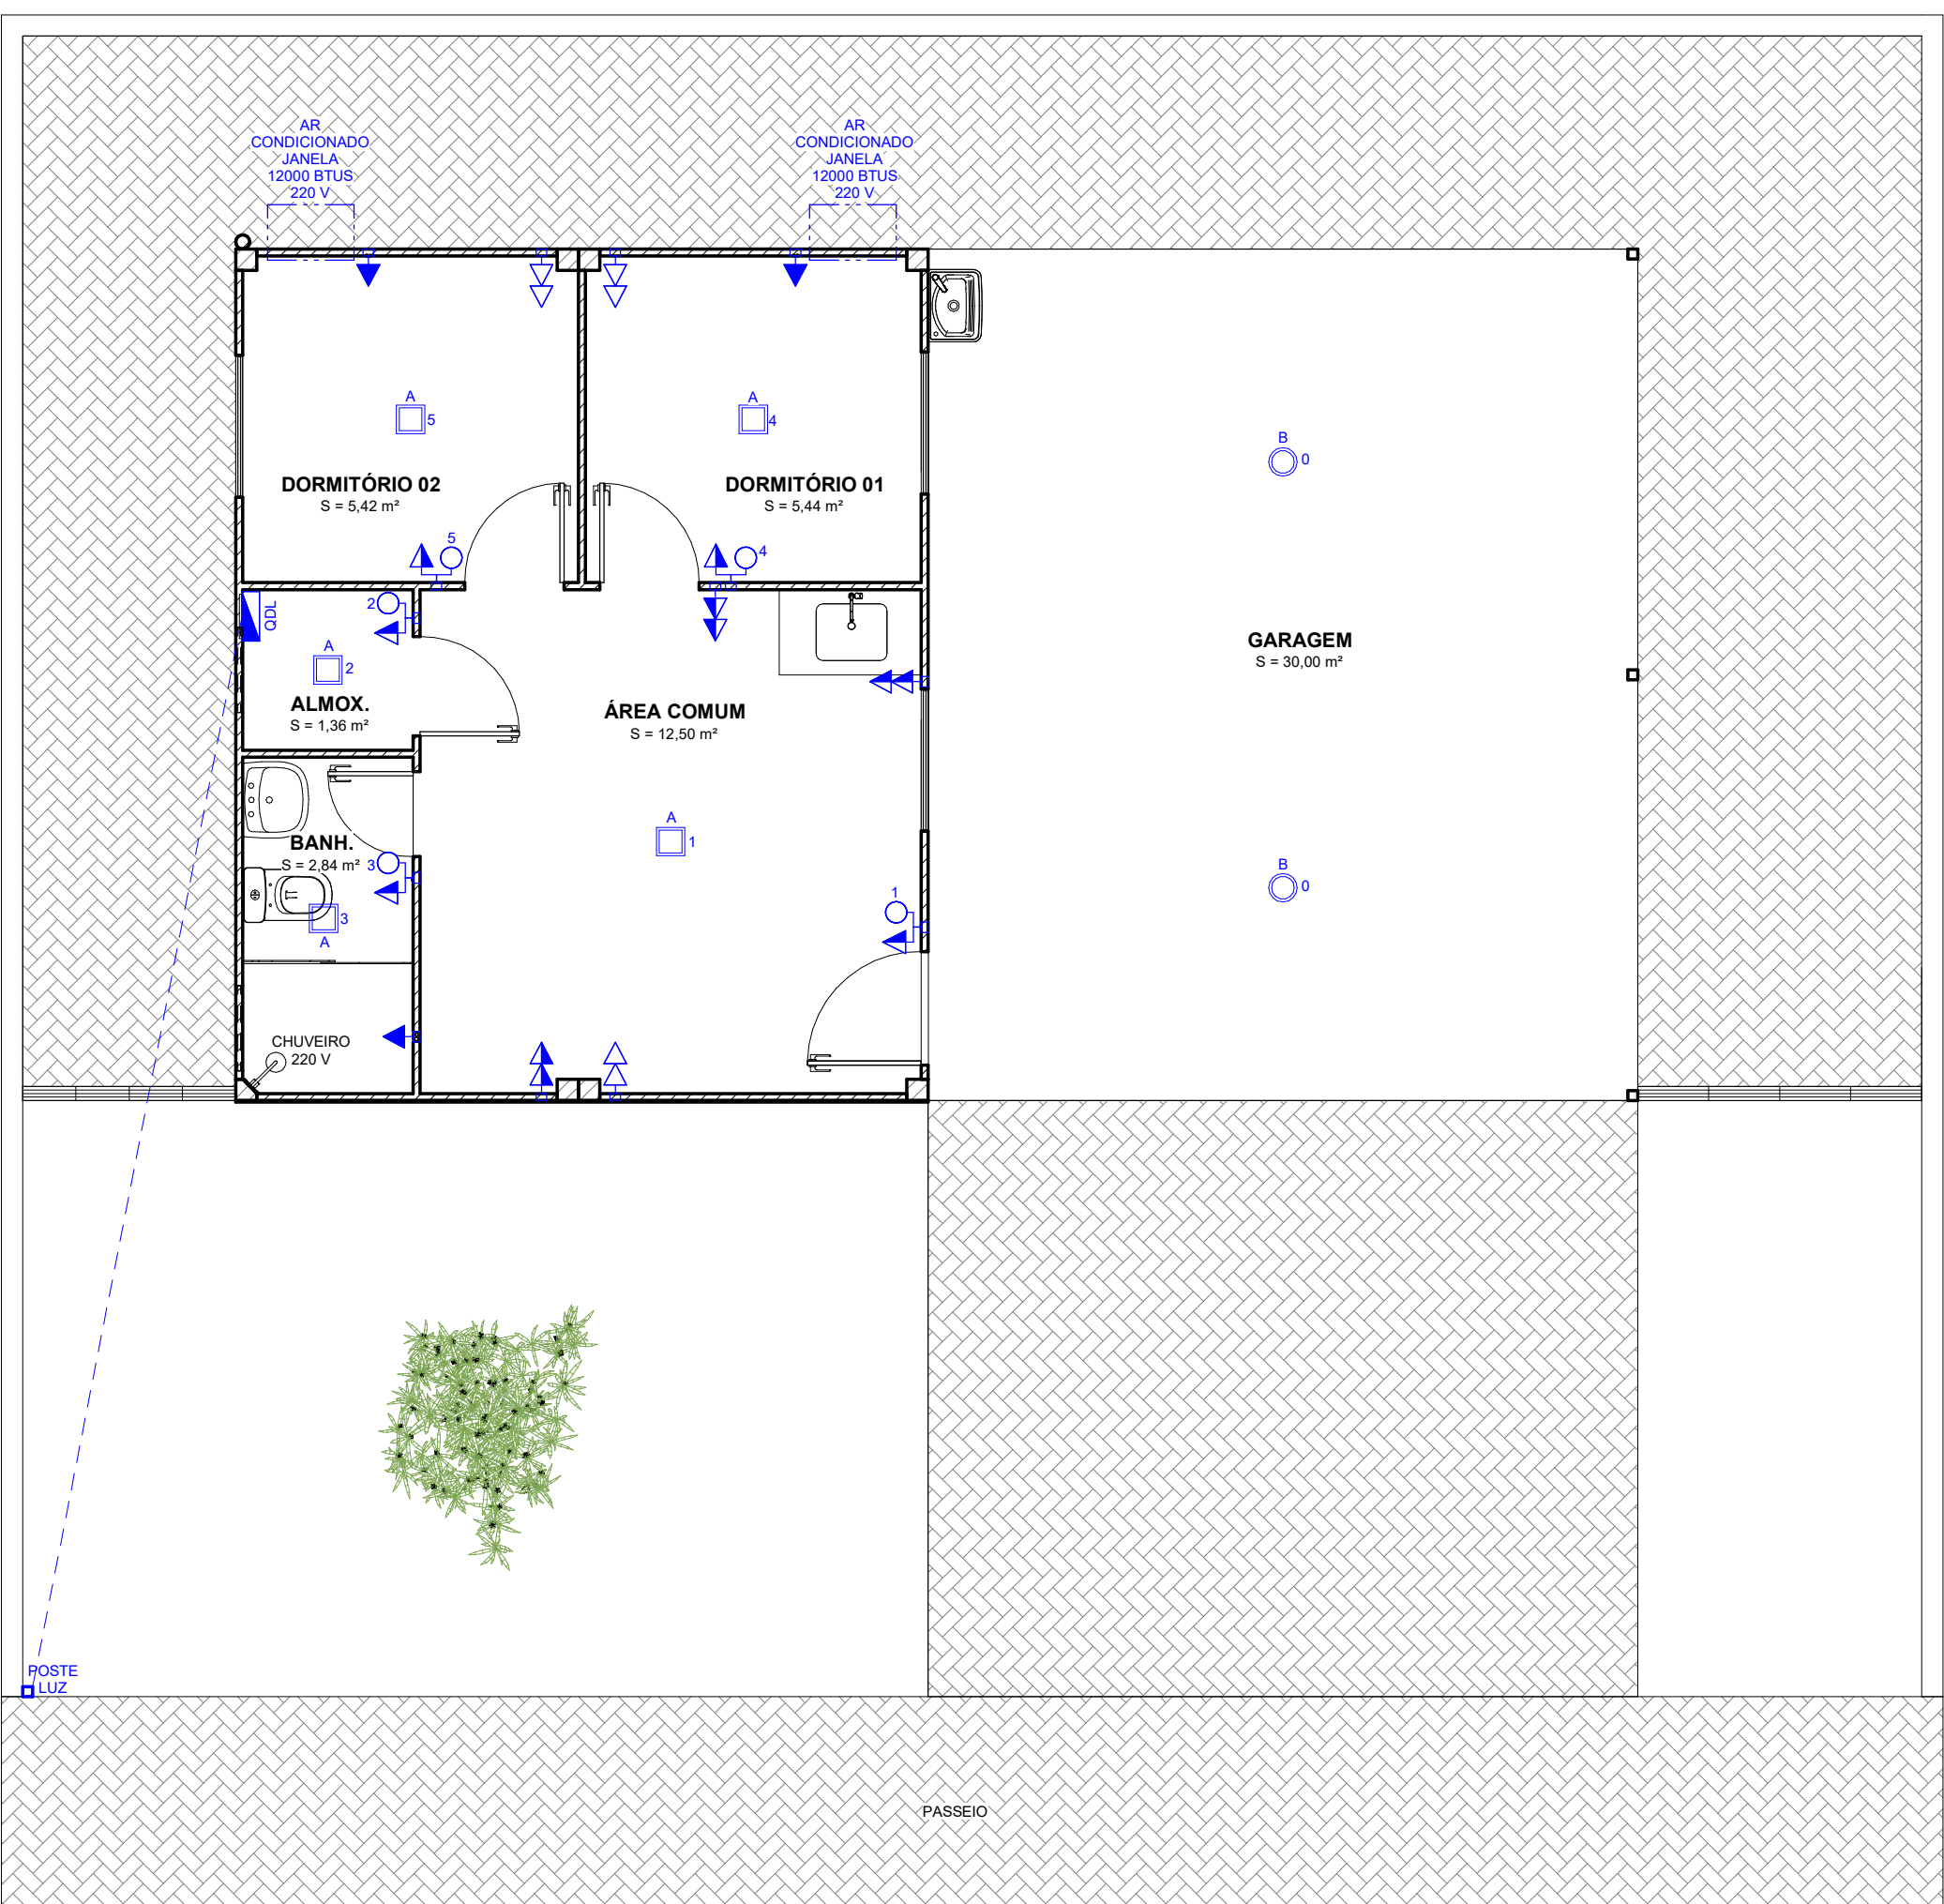 AR
CONDICIONADO
JANELA
12000 BTUS
220 V
AR
CONDICIONADO
JANELA
12000 BTUS
220 V
A
5
A
4
B
0
DORMITÓRIO 02
S = 5,42 m²
DORMITÓRIO 01
S = 5,44 m²
5
4
2
QDL
A
2
ALMOX.
S = 1,36 m²
ÁREA COMUM
S = 12,50 m²
GARAGEM
S = 30,00 m²
A
1
BANH.
S = 2,84 m²
3
3
A
1
B
0
CHUVEIRO
220 V
POSTE
LUZ
PASSEIO